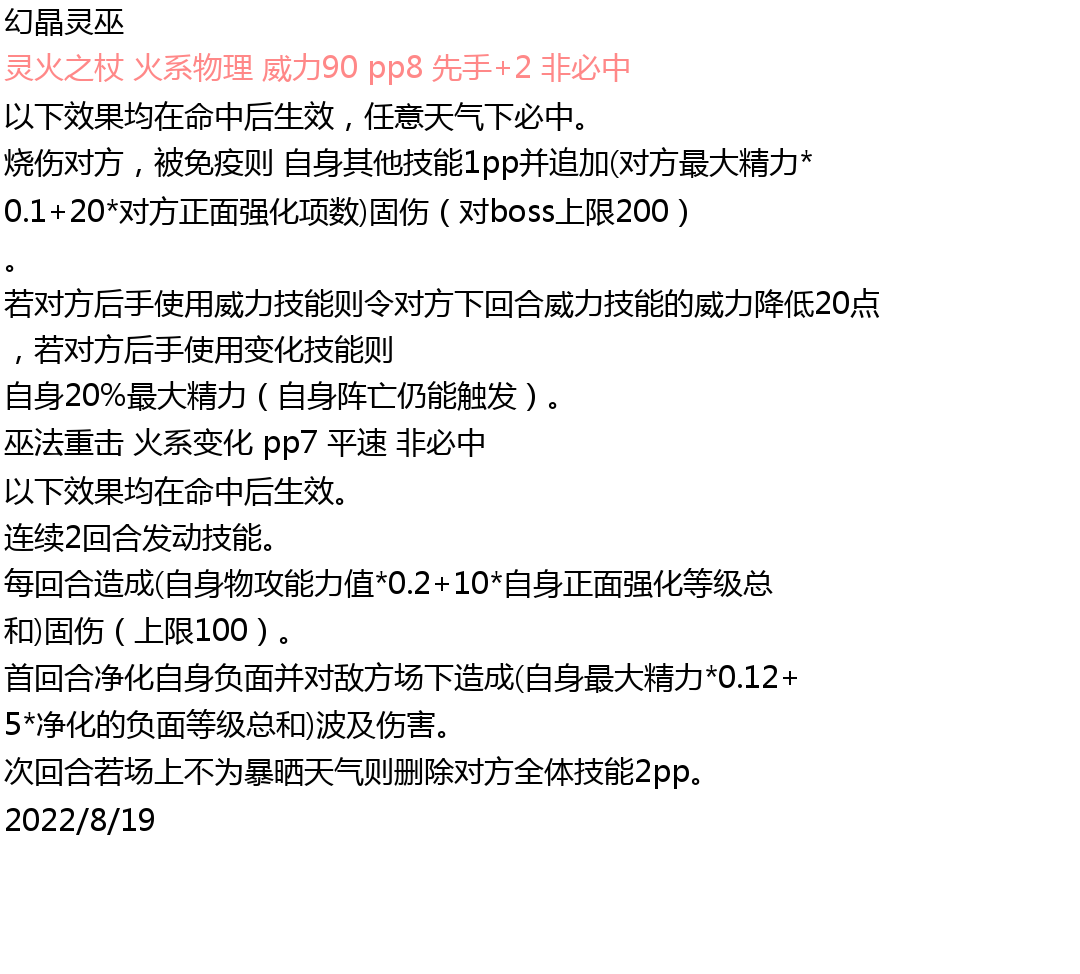 幻晶灵巫
灵火之杖 火系物理 威力90 pp8 先手+2 非必中
以下效果均在命中后生效，任意天气下必中。
烧伤对方，被免疫则 自身其他技能1pp并追加(对方最大精力*
0.1+20*对方正面强化项数)固伤（对boss上限200）
。
若对方后手使用威力技能则令对方下回合威力技能的威力降低20点
，若对方后手使用变化技能则
自身20%最大精力（自身阵亡仍能触发）。
巫法重击 火系变化 pp7 平速 非必中
以下效果均在命中后生效。
连续2回合发动技能。
每回合造成(自身物攻能力值*0.2+10*自身正面强化等级总
和)固伤（上限100）。
首回合净化自身负面并对敌方场下造成(自身最大精力*0.12+
5*净化的负面等级总和)波及伤害。
次回合若场上不为暴晒天气则删除对方全体技能2pp。
2022/8/19